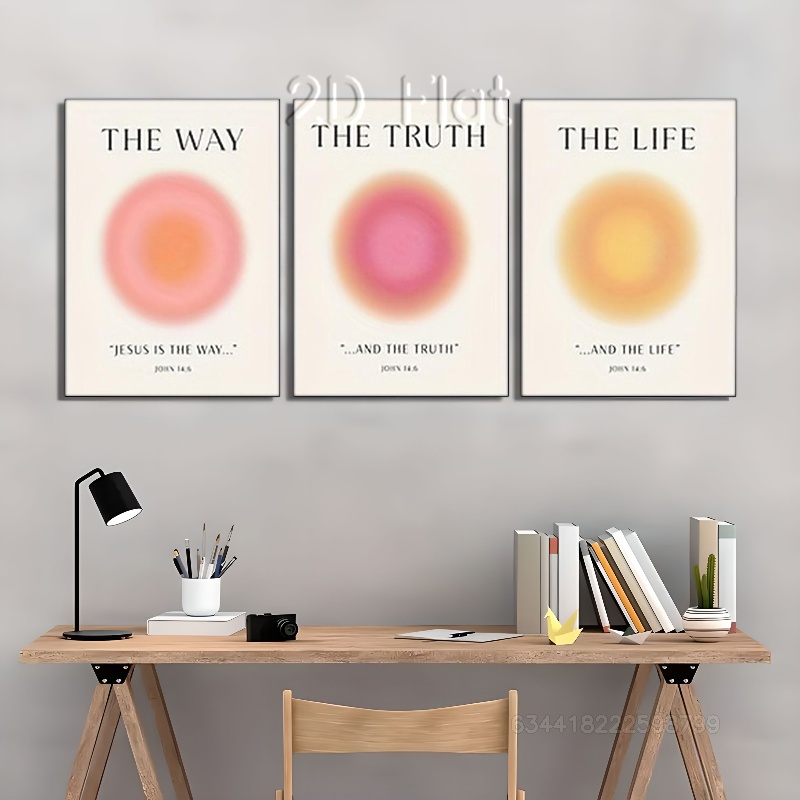 2D Flat
THE WAY
"JESUS IS THE WAY..."
JOHN 14:6
THE TRUTH
"...AND THE TRUTH"
JOHN 14:6
THE LIFE
"...AND THE LIFE"
JOHN 14:6
634418222598799